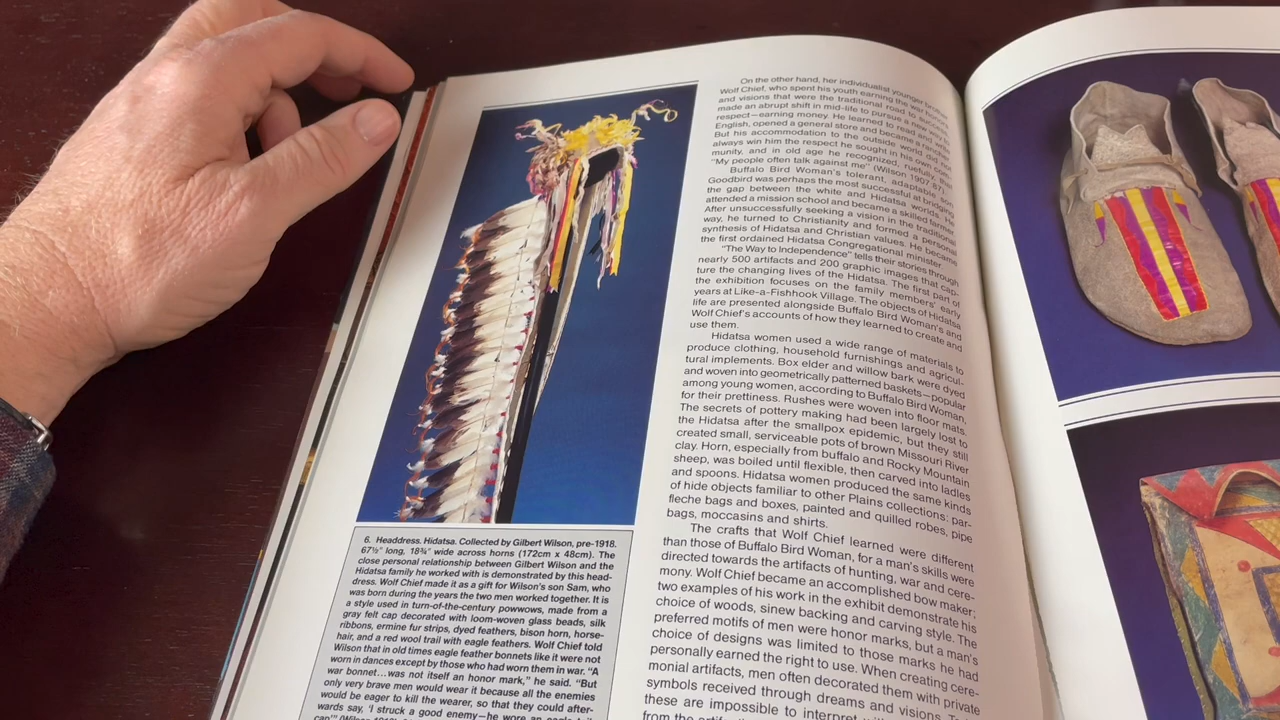 6. Headdress. Hidatsa. Collected by Gilbert Wilson, pre-1918.
67½" long, 18¾" wide across horns (172cm x 48cm). The
close personal relationship between Gilbert Wilson and the
Hidatsa family he worked with is demonstrated by this head-
dress. Wolf Chief made it as a gift for Wilson's son Sam, who
was born during the years the two men worked together. It is
a style used in turn-of-the-century powwows, made from a
gray felt cap decorated with loom-woven glass beads, silk
ribbons, ermine fur strips, dyed feathers, bison horn, horse-
hair, and a red wool trail with eagle feathers. Wolf Chief told
Wilson that in old times eagle feather bonnets like it were not
worn in dances except by those who had worn them in war. "A
war bonnet...was not itself an honor mark," he said. "But
only very brave men would wear it because all the enemies
would be eager to kill the wearer, so that they could after-
wards say, 'I struck a good enemy—he wore an eagle-tail
On the other hand, her individualist younger brother
Wolf Chief, who spent his youth earning the war honors
and visions that were the traditional road to success,
made an abrupt shift in mid-life to pursue a new way to
respect—earning money. He learned to read and write
English, opened a general store and became a rancher.
But his accommodation to the outside world did not
always win him the respect he sought in his own com-
munity, and in old age he recognized, ruefully, that
"My people often talk against me" (Wilson 1907:87).
Buffalo Bird Woman's tolerant, adaptable son
Goodbird was perhaps the most successful at bridging
the gap between the white and Hidatsa worlds. He
attended a mission school and became a skilled farmer.
After unsuccessfully seeking a vision in the traditional
way, he turned to Christianity and formed a personal
synthesis of Hidatsa and Christian values. He became
the first ordained Hidatsa Congregational minister.
"The Way to Independence" tells their stories through
nearly 500 artifacts and 200 graphic images that cap-
ture the changing lives of the Hidatsa. The first part of
the exhibition focuses on the family members' early
years at Like-a-Fishhook Village. The objects of Hidatsa
life are presented alongside Buffalo Bird Woman's and
Wolf Chief's accounts of how they learned to create and
use them.
Hidatsa women used a wide range of materials to
produce clothing, household furnishings and agricul-
tural implements. Box elder and willow bark were dyed
and woven into geometrically patterned baskets—popular
among young women, according to Buffalo Bird Woman,
for their prettiness. Rushes were woven into floor mats.
The secrets of pottery making had been largely lost to
the Hidatsa after the smallpox epidemic, but they still
created small, serviceable pots of brown Missouri River
clay. Horn, especially from buffalo and Rocky Mountain
sheep, was boiled until flexible, then carved into ladles
and spoons. Hidatsa women produced the same kinds
of hide objects familiar to other Plains collections: par-
fleche bags and boxes, painted and quilled robes, pipe
bags, moccasins and shirts.
The crafts that Wolf Chief learned were different
than those of Buffalo Bird Woman, for a man's skills were
directed towards the artifacts of hunting, war and cere-
mony. Wolf Chief became an accomplished bow maker;
two examples of his work in the exhibit demonstrate his
choice of woods, sinew backing and carving style. The
preferred motifs of men were honor marks, but a man's
choice of designs was limited to those marks he had
personally earned the right to use. When creating cere-
monial artifacts, men often decorated them with private
symbols received through dreams and visions.
these are impossible to interpret